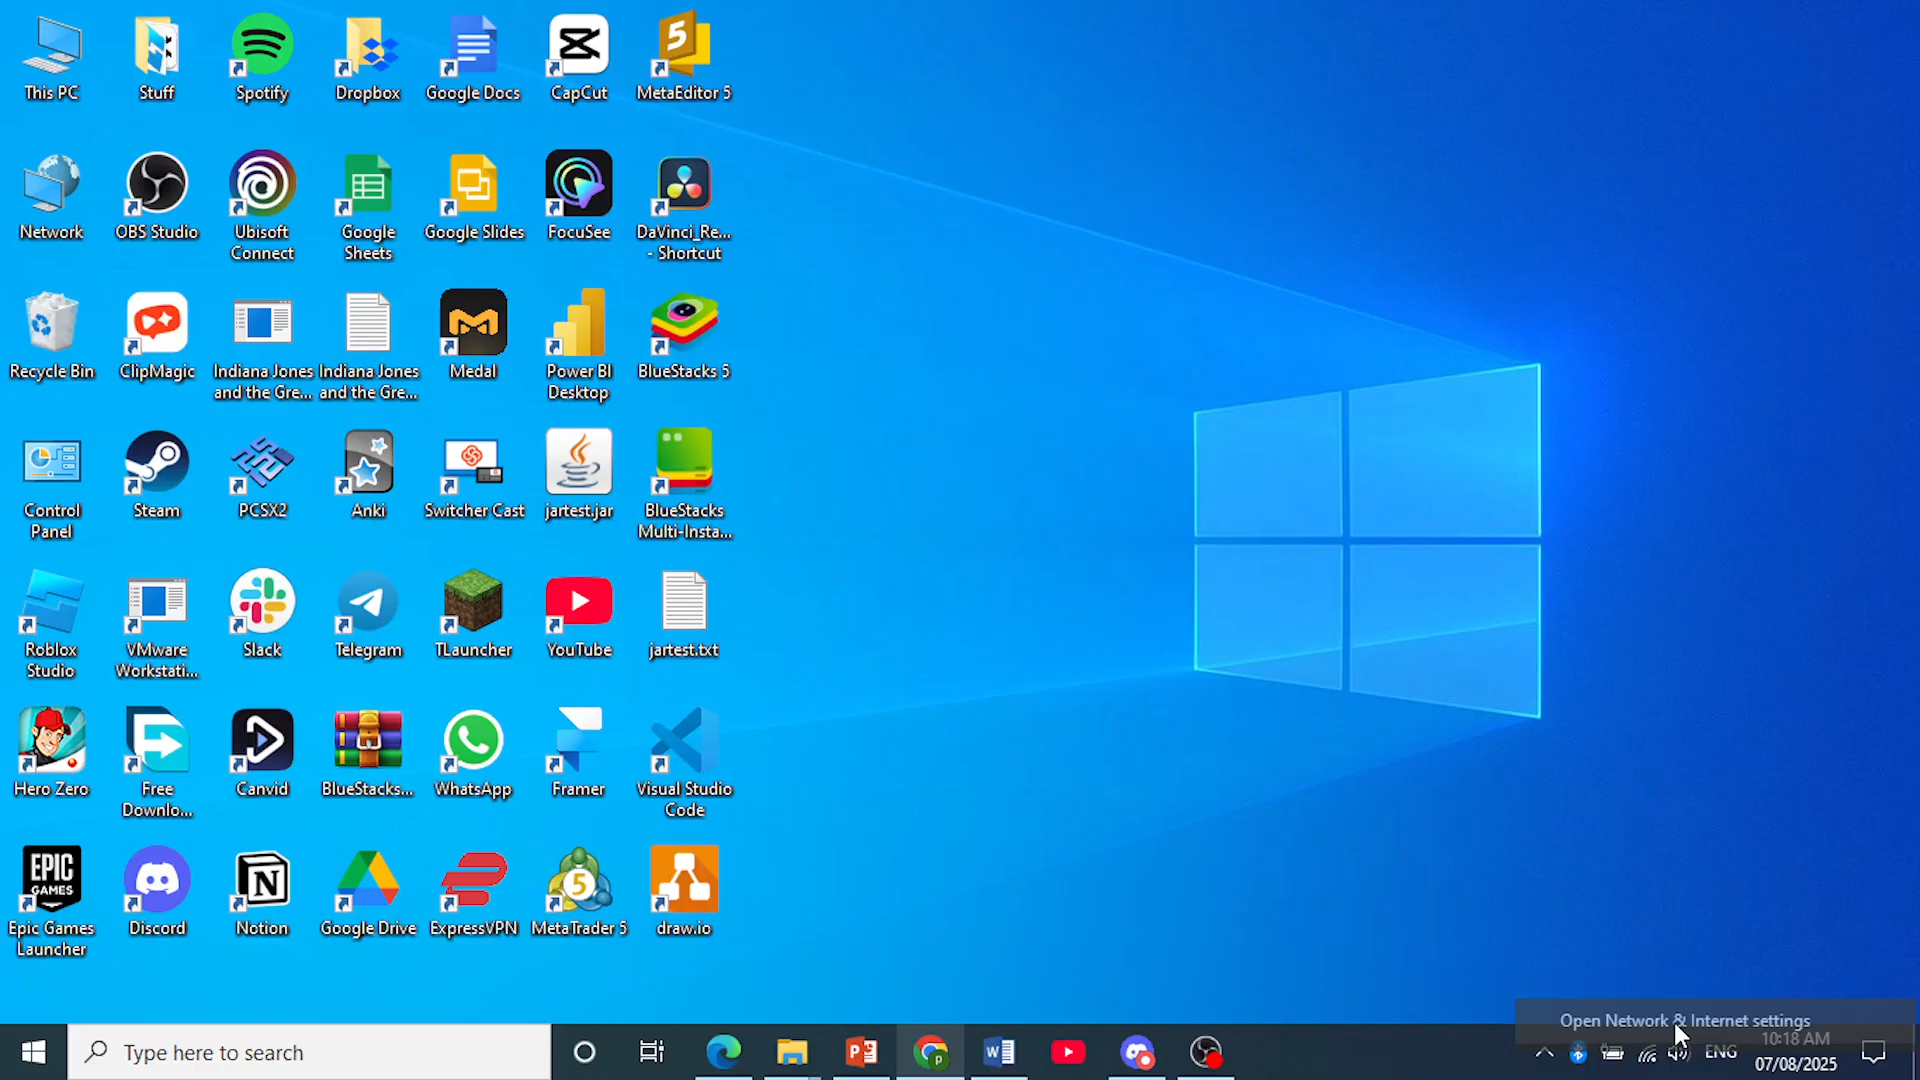 This PC
Stuff
Spotify
Dropbox
Google Docs
CapCut
5
MetaEditor 5
Network
OBS Studio
Ubisoft
Connect
Google
Sheets
Google Slides
FocuSee
DaVinci_Re...
- Shortcut
Recycle Bin
ClipMagic
Indiana Jones
and the Gre...
Indiana Jones
and the Gre...
Medal
Power BI
Desktop
BlueStacks 5
Control
Panel
Steam
PCSX2
Anki
Switcher Cast
jartest.jar
BlueStacks
Multi-Insta...
Roblox
Studio
VMware
Workstati...
Slack
Telegram
TLauncher
YouTube
jartest.txt
Hero Zero
Free
Downlo...
Canvid
BlueStacks...
WhatsApp
Framer
Visual Studio
Code
EPIC
GAMES
Epic Games
Launcher
Discord
Notion
Google Drive
ExpressVPN
5
MetaTrader 5
draw.io
Open Network & Internet settings
Type here to search
ENG
10:18 AM
07/08/2025